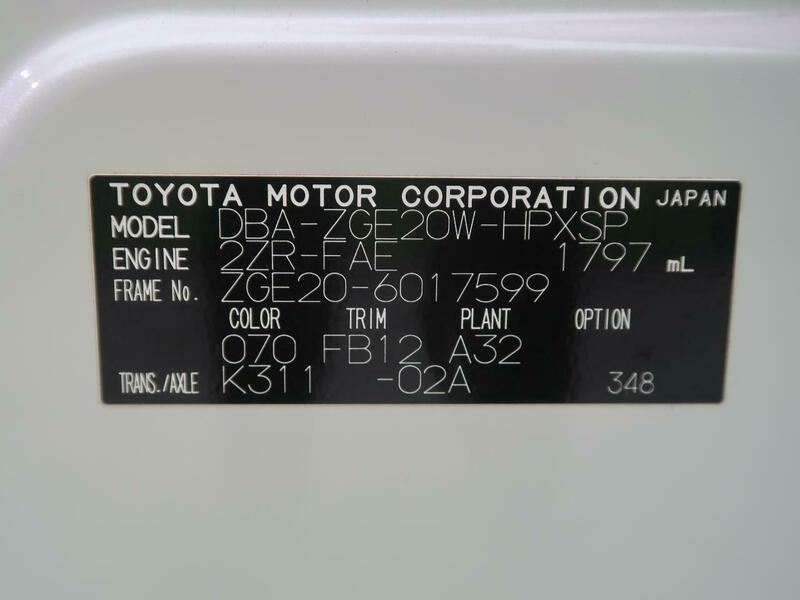 TOYOTA MOTOR CORPORATION JAPAN
MODEL DBA-ZGE20W-HPXSP
ENGINE 2ZR-FAE 1797 mL
FRAME No. ZGE20-6017599
COLOR TRIM PLANT OPTION
070 FB12 A32
TRANS./AXLE K311 -02A 348